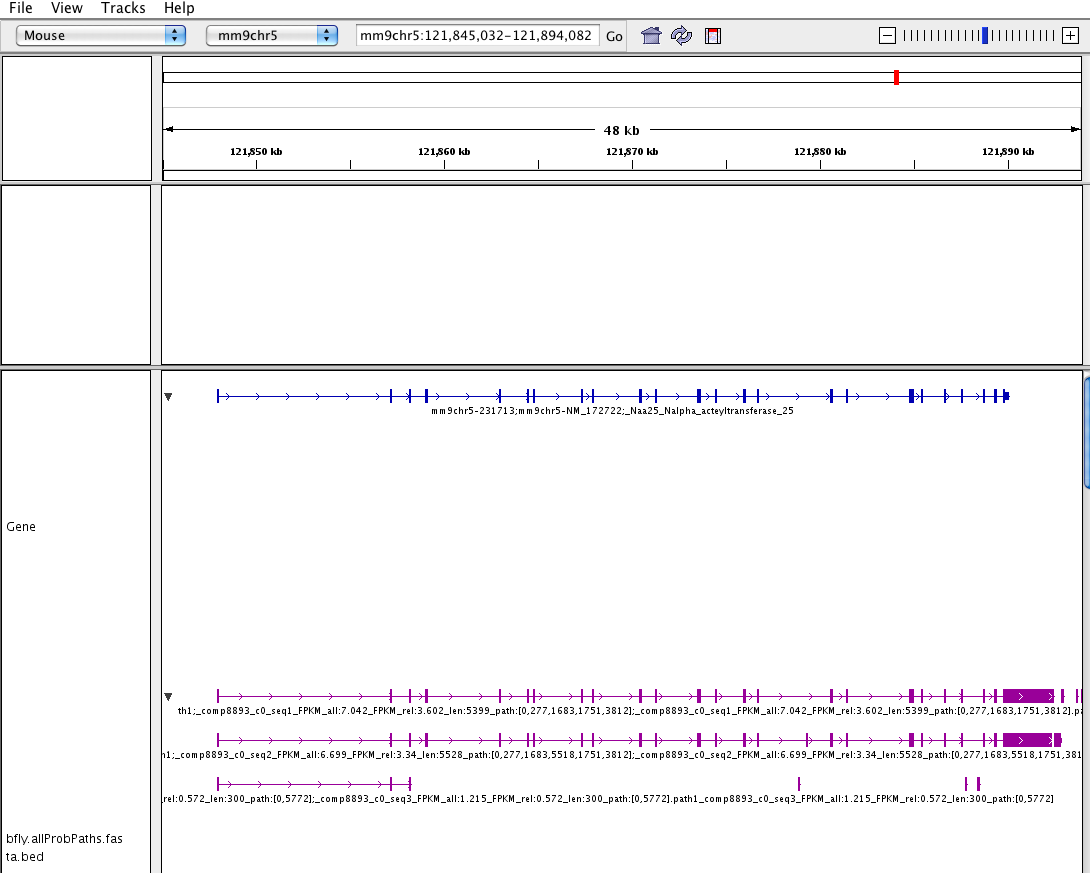 File View Tracks Help
Mouse mm9chr5 mm9chr5:121,845,032-121,894,082 Go
48 kb
121,850 kb 121,860 kb 121,870 kb 121,880 kb 121,890 kb
mm9chr5-231713;mm9chr5-NM_172722;_Naa25_Nalpha_acteyltransferase_25
Gene
th1;_comp8893_c0_seq1_FPKM_all:7.042_FPKM_rel:3.602_len:5399_path:[0,277,1683,1751,3812];_comp8893_c0_seq1_FPKM_all:7.042_FPKM_rel:3.602_len:5399_path:[0,277,1683,1751,3812].p
h1;_comp8893_c0_seq2_FPKM_all:6.699_FPKM_rel:3.34_len:5528_path:[0,277,1683,5518,1751,3812];_comp8893_c0_seq2_FPKM_all:6.699_FPKM_rel:3.34_len:5528_path:[0,277,1683,5518,1751,381
_rel:0.572_len:300_path:[0,5772];_comp8893_c0_seq3_FPKM_all:1.215_FPKM_rel:0.572_len:300_path:[0,5772].path1_comp8893_c0_seq3_FPKM_all:1.215_FPKM_rel:0.572_len:300_path:[0,5772]
bfly.allProbPaths.fas
ta.bed